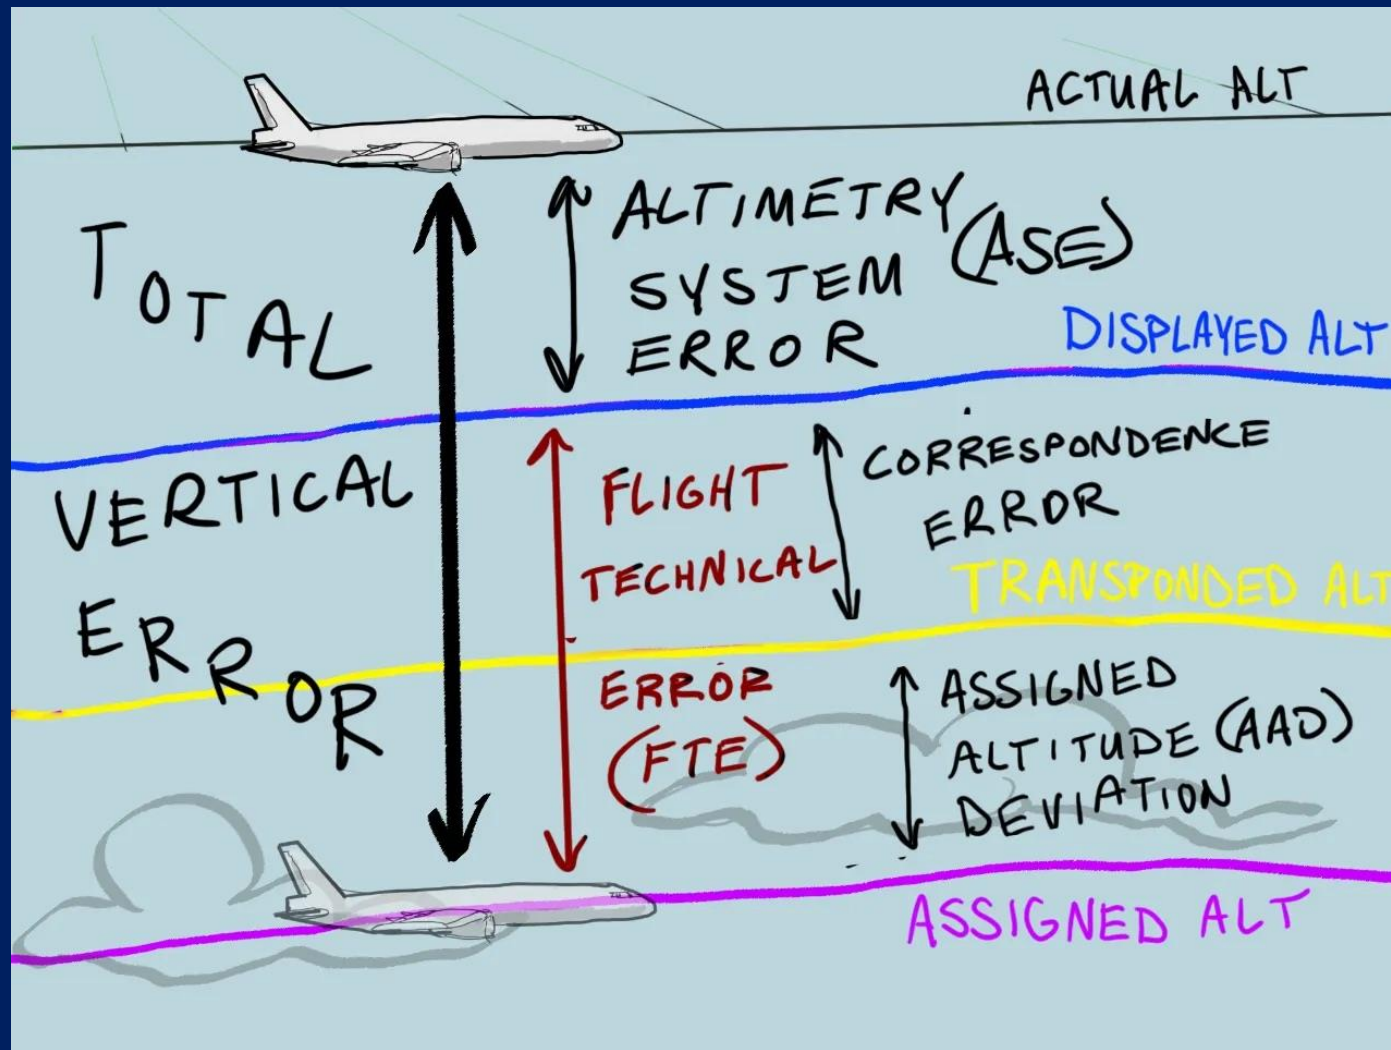 ACTUAL ALT
TOTAL
VERTICAL
ERROR
ALTIMETRY
SYSTEM (ASE)
ERROR
DISPLAYED ALT
FLIGHT
TECHNICAL
ERROR
(FTE)
CORRESPONDENCE
ERROR
TRANSPONDED ALT
ASSIGNED
ALTITUDE (AAD)
DEVIATION
ASSIGNED ALT